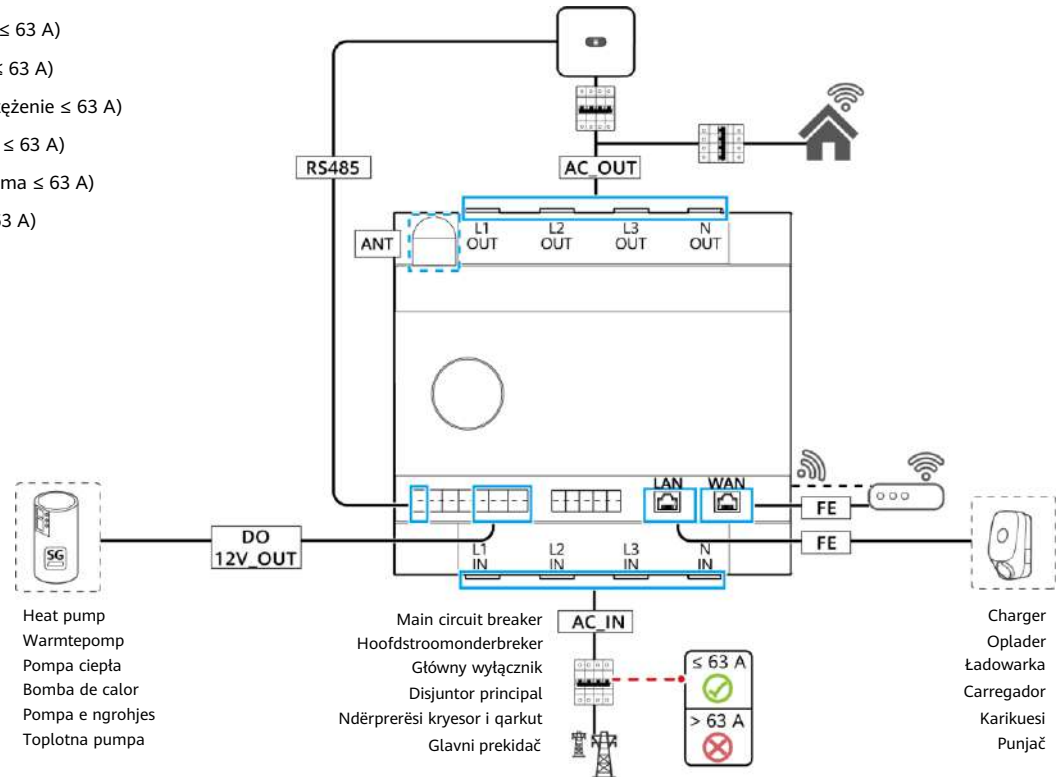 ≤ 63 A)
≤ 63 A)
≤ 63 A)
≤ 63 A)
≤ 63 A)
63 A)
RS485
AC_OUT
ANT
L1
OUT
L2
OUT
L3
OUT
N
OUT
LAN
WAN
FE
FE
DO
12V_OUT
SG
L1
IN
L2
IN
L3
IN
N
IN
AC_IN
≤ 63 A
> 63 A
Heat pump
Warmtepomp
Pompa ciepła
Bomba de calor
Pompa e ngrohjes
Toplotna pumpa
Main circuit breaker
Hoofdstroomonderbreker
Główny wyłącznik
Disjuntor principal
Ndërprerësi kryesor i qarkut
Glavni prekidač
Charger
Oplader
Ładowarka
Carregador
Karikuesi
Punjač